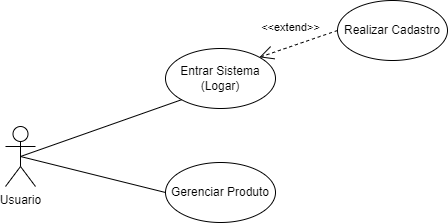 <<extend>>
Realizar Cadastro
Entrar Sistema
(Logar)
Gerenciar Produto
Usuario